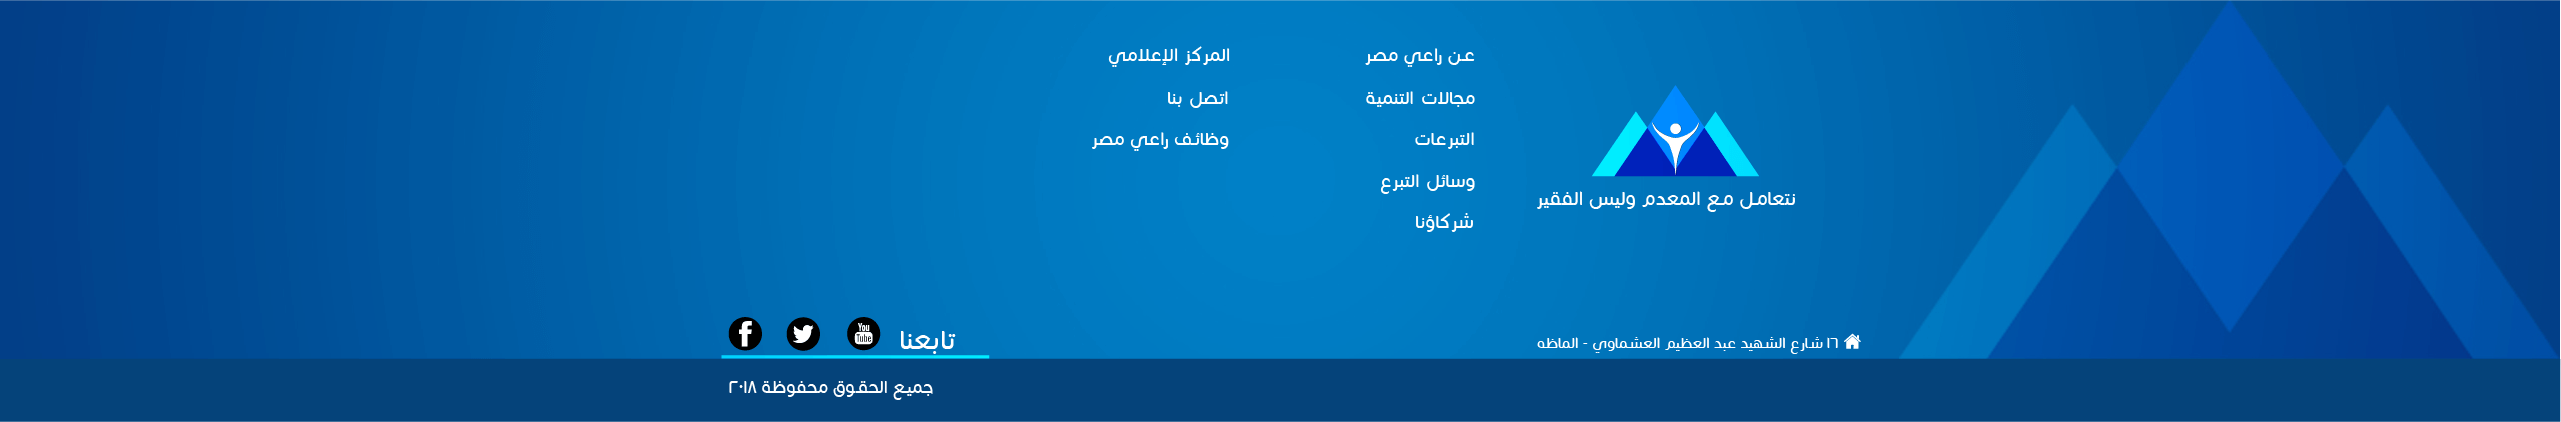 نتعامل مع المعدم وليس الفقير
عن راعي مصر
مجالات التنمية
التبرعات
وسائل التبرع
شركاؤنا
المركز الإعلامي
اتصل بنا
وظائف راعي مصر
١٦ شارع الشهيد عبد العظيم العشماوي - الماظه
تابعنا
You Tube
جميع الحقوق محفوظة ٢٠١٨